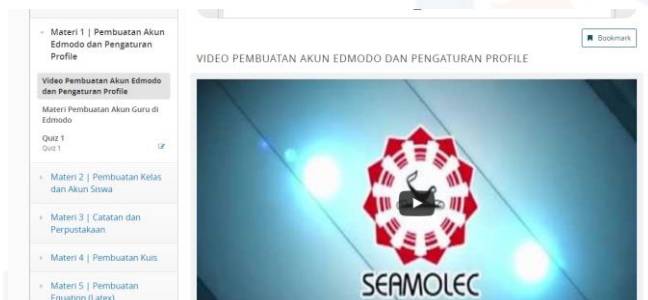 Materi 1 | Pembuatan Akun
Edmodo dan Pengaturan
Profile
Video Pembuatan Akun Edmodo
dan Pengaturan Profile
Materi Pembuatan Akun Guru di
Edmodo
Quiz 1
Quiz 1
Materi 2 | Pembuatan Kelas
dan Akun Siswa
Materi 3 | Catatan dan
Perpustakaan
Materi 4 | Pembuatan Kuis
Materi 5 | Pembuatan
Equation (Latex)
Bookmark
VIDEO PEMBUATAN AKUN EDMODO DAN PENGATURAN PROFILE
SEAMOLEC